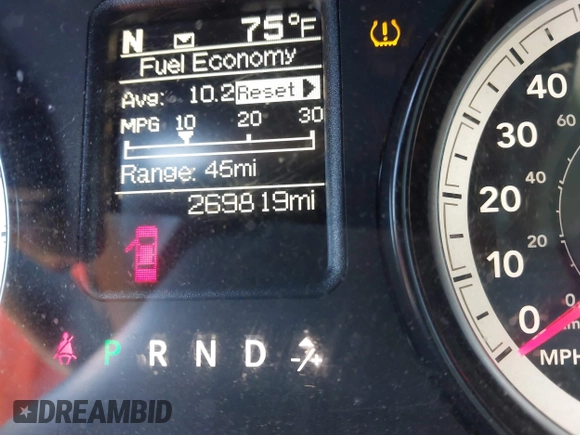 N 75°F
Fuel Economy
Avg: 10.2 Reset
MPG 10 20 30
Range: 45mi
269819mi
P R N D
40
30
20
10
0
MPH
60
40
20
0
DREAMBID